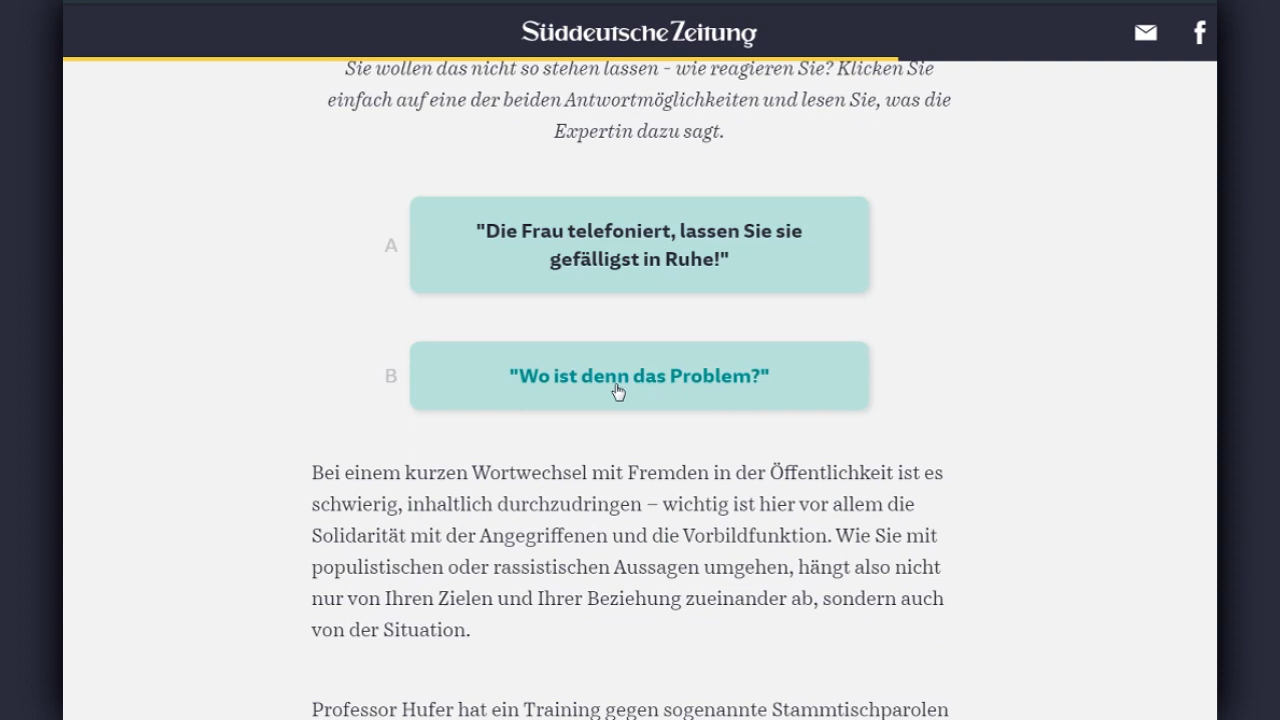 Süddeutsche Zeitung
f
Sie wollen das nicht so stehen lassen - wie reagieren Sie? Klicken Sie
einfach auf eine der beiden Antwortmöglichkeiten und lesen Sie, was die
Expertin dazu sagt.
A
"Die Frau telefoniert, lassen Sie sie
gefälligst in Ruhe!"
B
"Wo ist denn das Problem?"
Bei einem kurzen Wortwechsel mit Fremden in der Öffentlichkeit ist es
schwierig, inhaltlich durchzudringen – wichtig ist hier vor allem die
Solidarität mit der Angegriffenen und die Vorbildfunktion. Wie Sie mit
populistischen oder rassistischen Aussagen umgehen, hängt also nicht
nur von Ihren Zielen und Ihrer Beziehung zueinander ab, sondern auch
von der Situation.
Professor Hufer hat ein Training gegen sogenannte Stammtischparolen